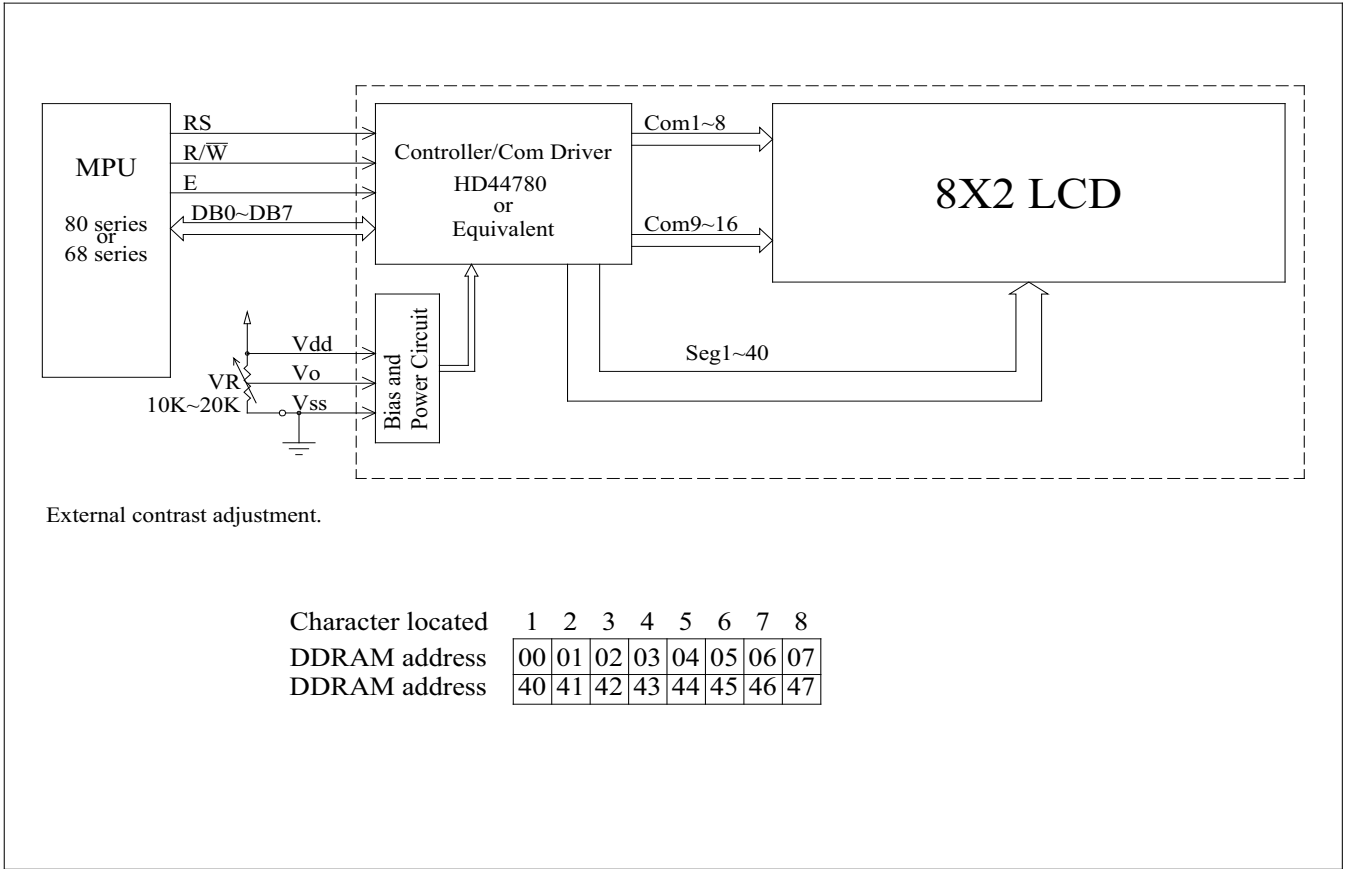 MPU
80 series
or
68 series
RS
R/W̅
E
DB0~DB7
Controller/Com Driver
HD44780
or
Equivalent
Com1~8
Com9~16
8X2 LCD
Seg1~40
Vdd
Vo
Vss
VR
10K~20K
Bias and
Power Circuit
External contrast adjustment.
Character located 1 2 3 4 5 6 7 8
DDRAM address 00 01 02 03 04 05 06 07
DDRAM address 40 41 42 43 44 45 46 47